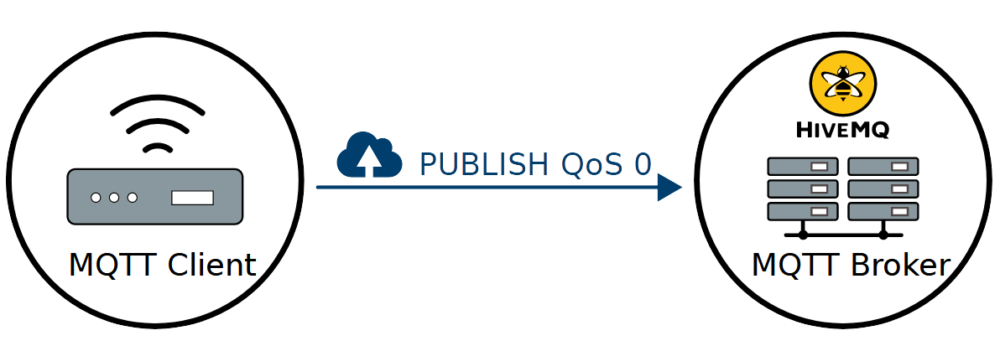 HIVEMQ
PUBLISH QoS 0
MQTT Client
MQTT Broker